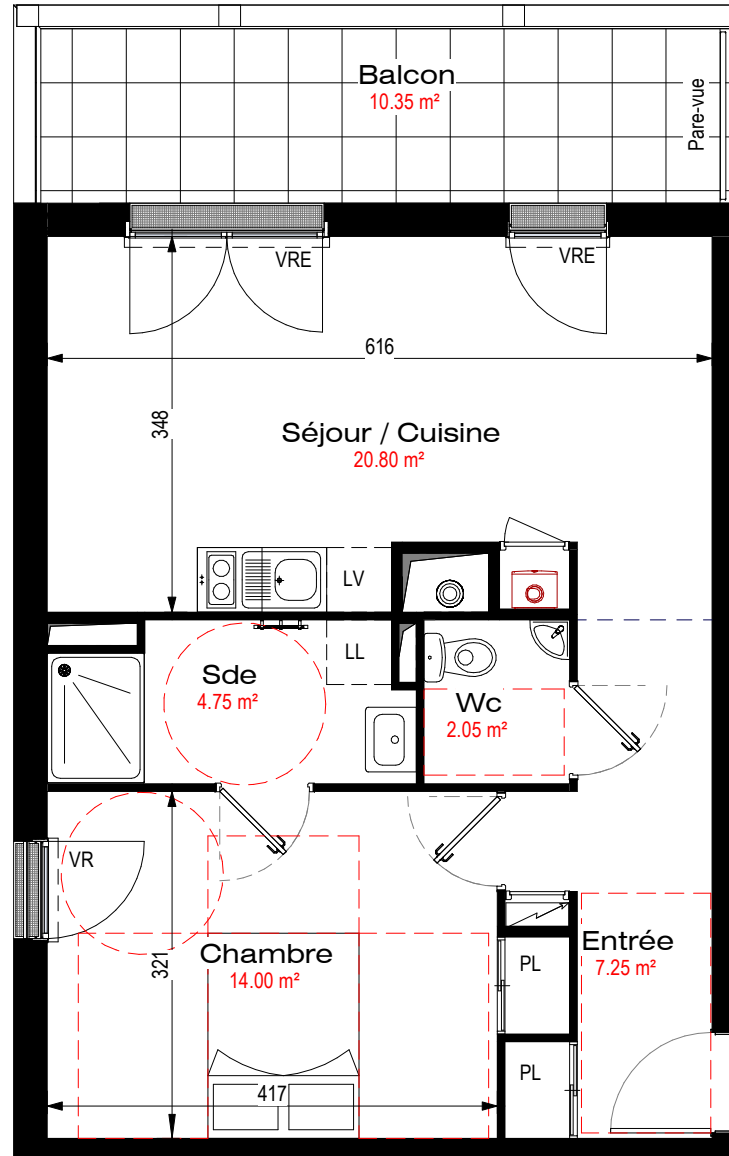 Balcon
10.35 m²
Pare-vue
VRE
VRE
616
348
Séjour / Cuisine
20.80 m²
LV
LL
Sde
4.75 m²
Wc
2.05 m²
VR
321
Chambre
14.00 m²
PL
Entrée
7.25 m²
PL
417